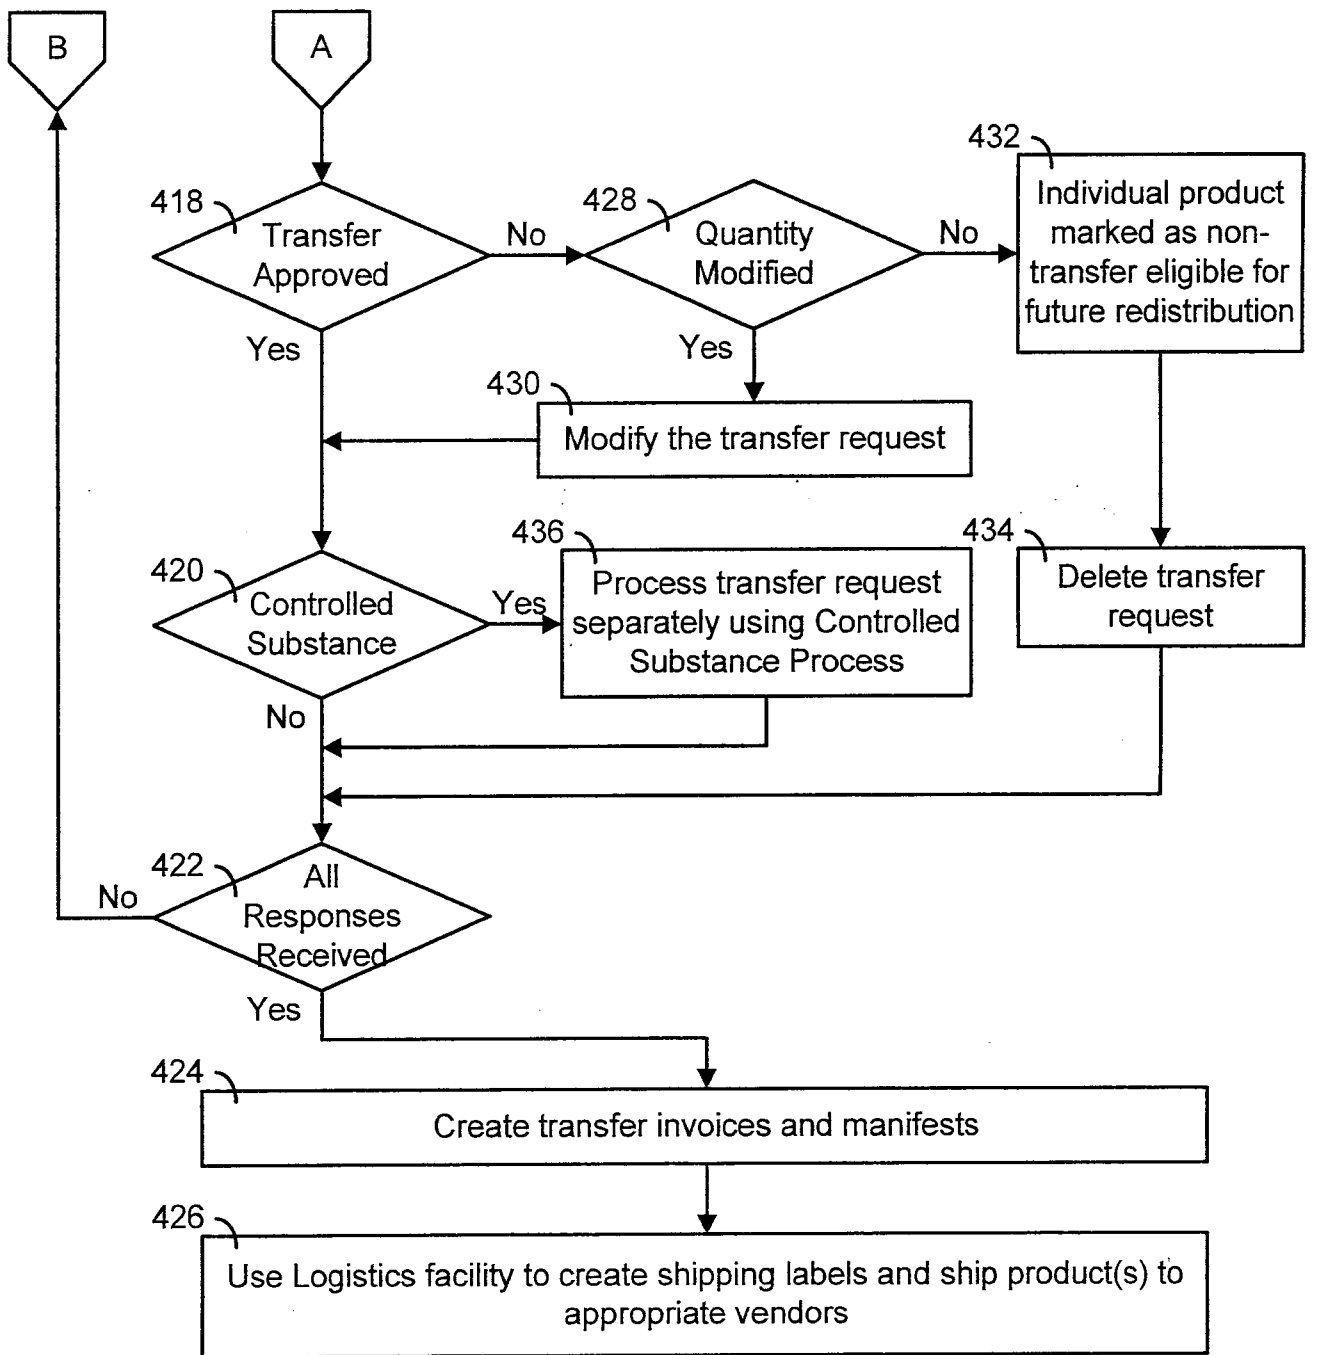 B
A
432
Individual product
marked as non-
transfer eligible for
future redistribution
418
Transfer
Approved
No
428
Quantity
Modified
No
Yes
Yes
430
Modify the transfer request
436
Process transfer request
separately using Controlled
Substance Process
434
Delete transfer
request
420
Controlled
Substance
Yes
No
422
All
Responses
Received
No
Yes
424
Create transfer invoices and manifests
426
Use Logistics facility to create shipping labels and ship product(s) to
appropriate vendors